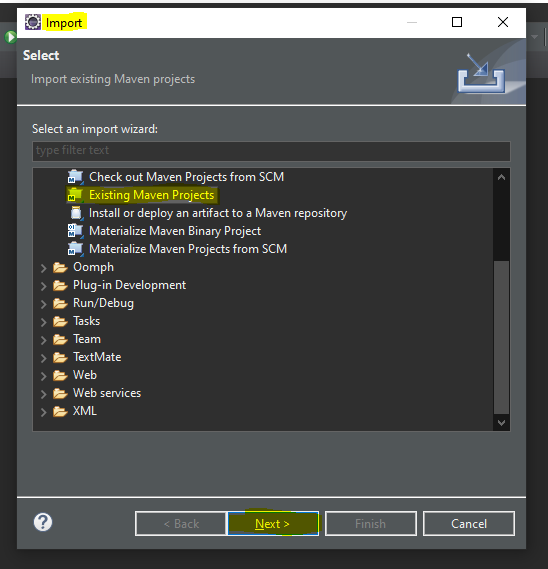 Import
Select
Import existing Maven projects
Select an import wizard:
type filter text
Check out Maven Projects from SCM
Existing Maven Projects
Install or deploy an artifact to a Maven repository
Materialize Maven Binary Project
Materialize Maven Projects from SCM
Oomph
Plug-in Development
Run/Debug
Tasks
Team
TextMate
Web
Web services
XML
? < Back Next > Finish Cancel